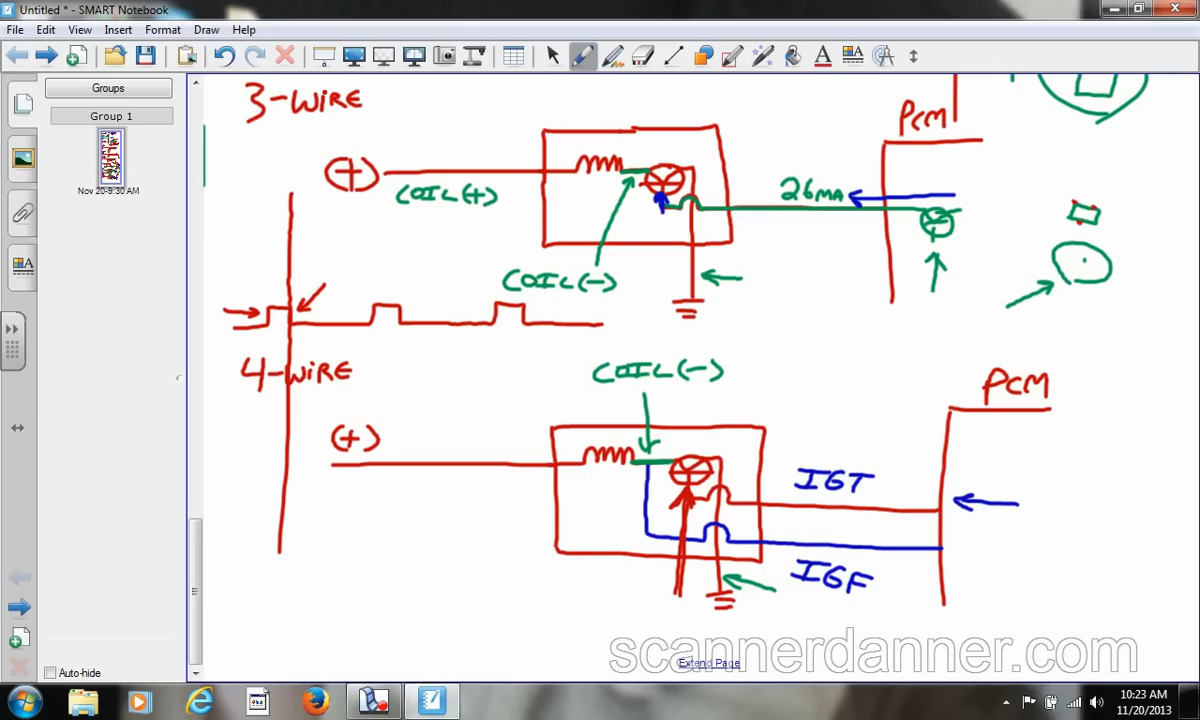 Untitled * - SMART Notebook
File Edit View Insert Format Draw Help
Groups
Group 1
Nov 20-9:30 AM
Auto-hide
3-WIRE
(+)
COIL(+)
COIL(-)
26MA
PCM
4-WIRE
(+)
COIL(-)
PCM
IGT
IGF
scannerdanner.com
Extend Page
10:23 AM
11/20/2013